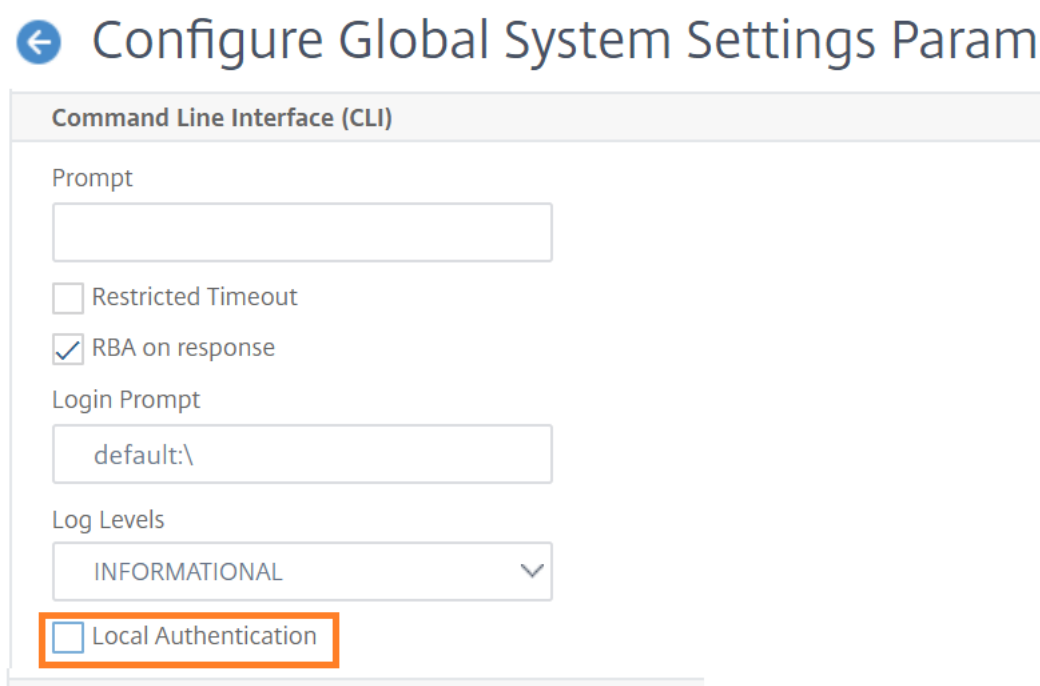 Configure Global System Settings Param
Command Line Interface (CLI)
Prompt
Restricted Timeout
RBA on response
Login Prompt
default:\
Log Levels
INFORMATIONAL
Local Authentication